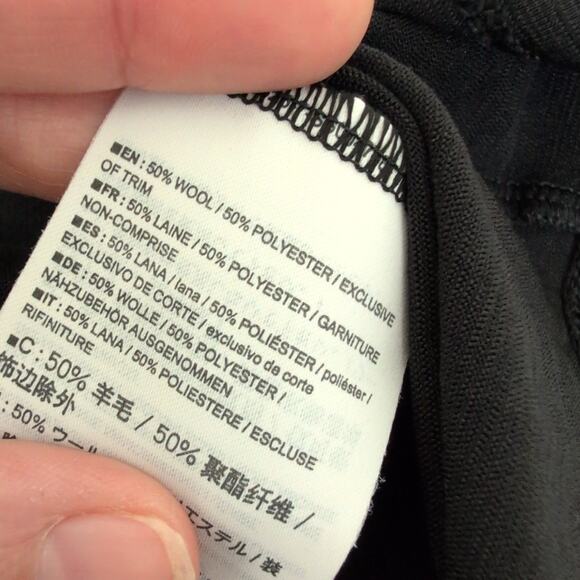 ■EN : 50% WOOL / 50% POLYESTER / EXCLUSIVE
OF TRIM
■FR : 50% LAINE / 50% POLYESTER / GARNITURE
NON-COMPRISE
■ES : 50% LANA / lana / 50% POLIÉSTER / poliéster /
EXCLUSIVO DE CORTE / exclusivo de corte
■DE : 50% WOLLE / 50% POLYESTER /
NÄHZUBEHÖR AUSGENOMMEN
■IT : 50% LANA / 50% POLIESTERE / ESCLUSE
RIFINITURE
■C : 50% 羊毛 / 50% 聚酯纤维 /
饰边除外
: 50% ウール
エステル / 装